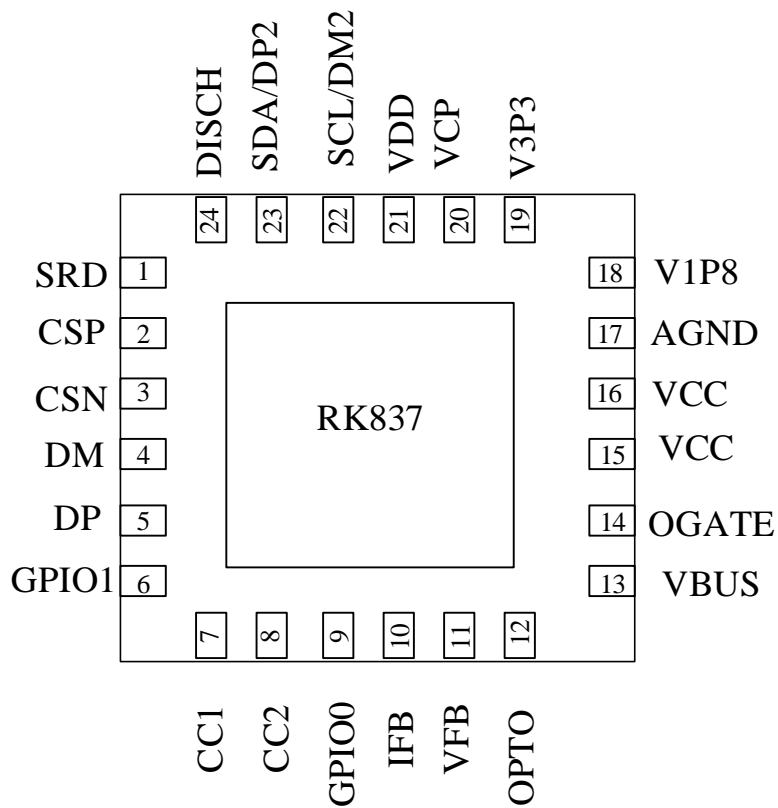 DISCH
SDA/DP2
SCL/DM2
VDD
VCP
V3P3
24
23
22
21
20
19
SRD 1
CSP 2
CSN 3
DM 4
DP 5
GPIO1 6
RK837
18 V1P8
17 AGND
16 VCC
15 VCC
14 OGATE
13 VBUS
7
8
9
10
11
12
CC1
CC2
GPIO0
IFB
VFB
OPTO